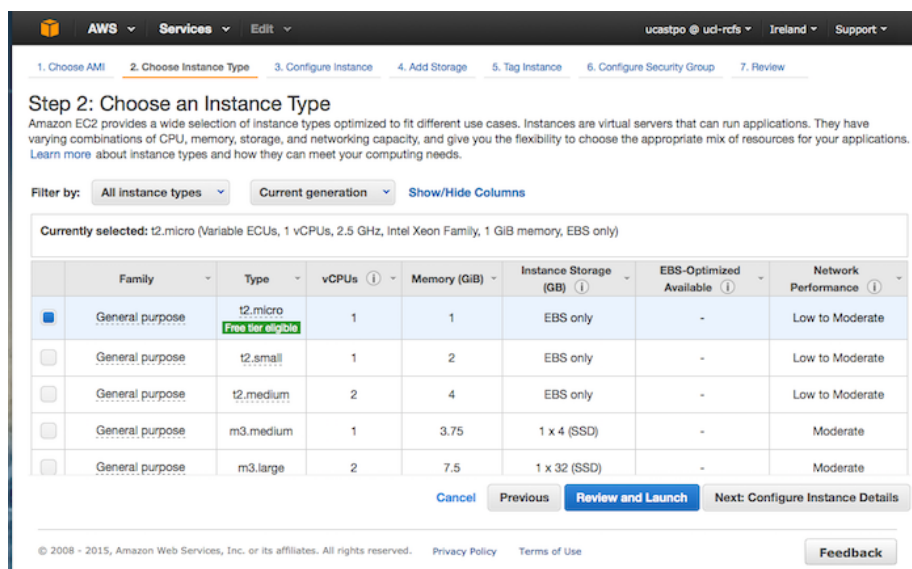 AWS Services Edit ucastpo @ ucl-rcfs Ireland Support
1. Choose AMI 2. Choose Instance Type 3. Configure Instance 4. Add Storage 5. Tag Instance 6. Configure Security Group 7. Review
Step 2: Choose an Instance Type
Amazon EC2 provides a wide selection of instance types optimized to fit different use cases. Instances are virtual servers that can run applications. They have
varying combinations of CPU, memory, storage, and networking capacity, and give you the flexibility to choose the appropriate mix of resources for your applications.
Learn more about instance types and how they can meet your computing needs.
Filter by: All instance types Current generation Show/Hide Columns
Currently selected: t2.micro (Variable ECUs, 1 vCPUs, 2.5 GHz, Intel Xeon Family, 1 GiB memory, EBS only)
Family Type vCPUs i Memory (GiB) Instance Storage (GB) i EBS-Optimized Available i Network Performance i
General purpose t2.micro Free tier eligible 1 1 EBS only - Low to Moderate
General purpose t2.small 1 2 EBS only - Low to Moderate
General purpose t2.medium 2 4 EBS only - Low to Moderate
General purpose m3.medium 1 3.75 1 x 4 (SSD) - Moderate
General purpose m3.large 2 7.5 1 x 32 (SSD) - Moderate
Cancel Previous Review and Launch Next: Configure Instance Details
© 2008 - 2015, Amazon Web Services, Inc. or its affiliates. All rights reserved. Privacy Policy Terms of Use Feedback